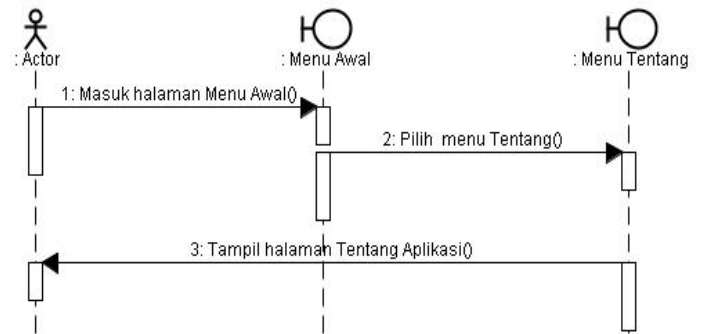 : Actor
: Menu Awal
: Menu Tentang
1: Masuk halaman Menu Awal()
2: Pilih menu Tentang()
3: Tampil halaman Tentang Aplikasi()